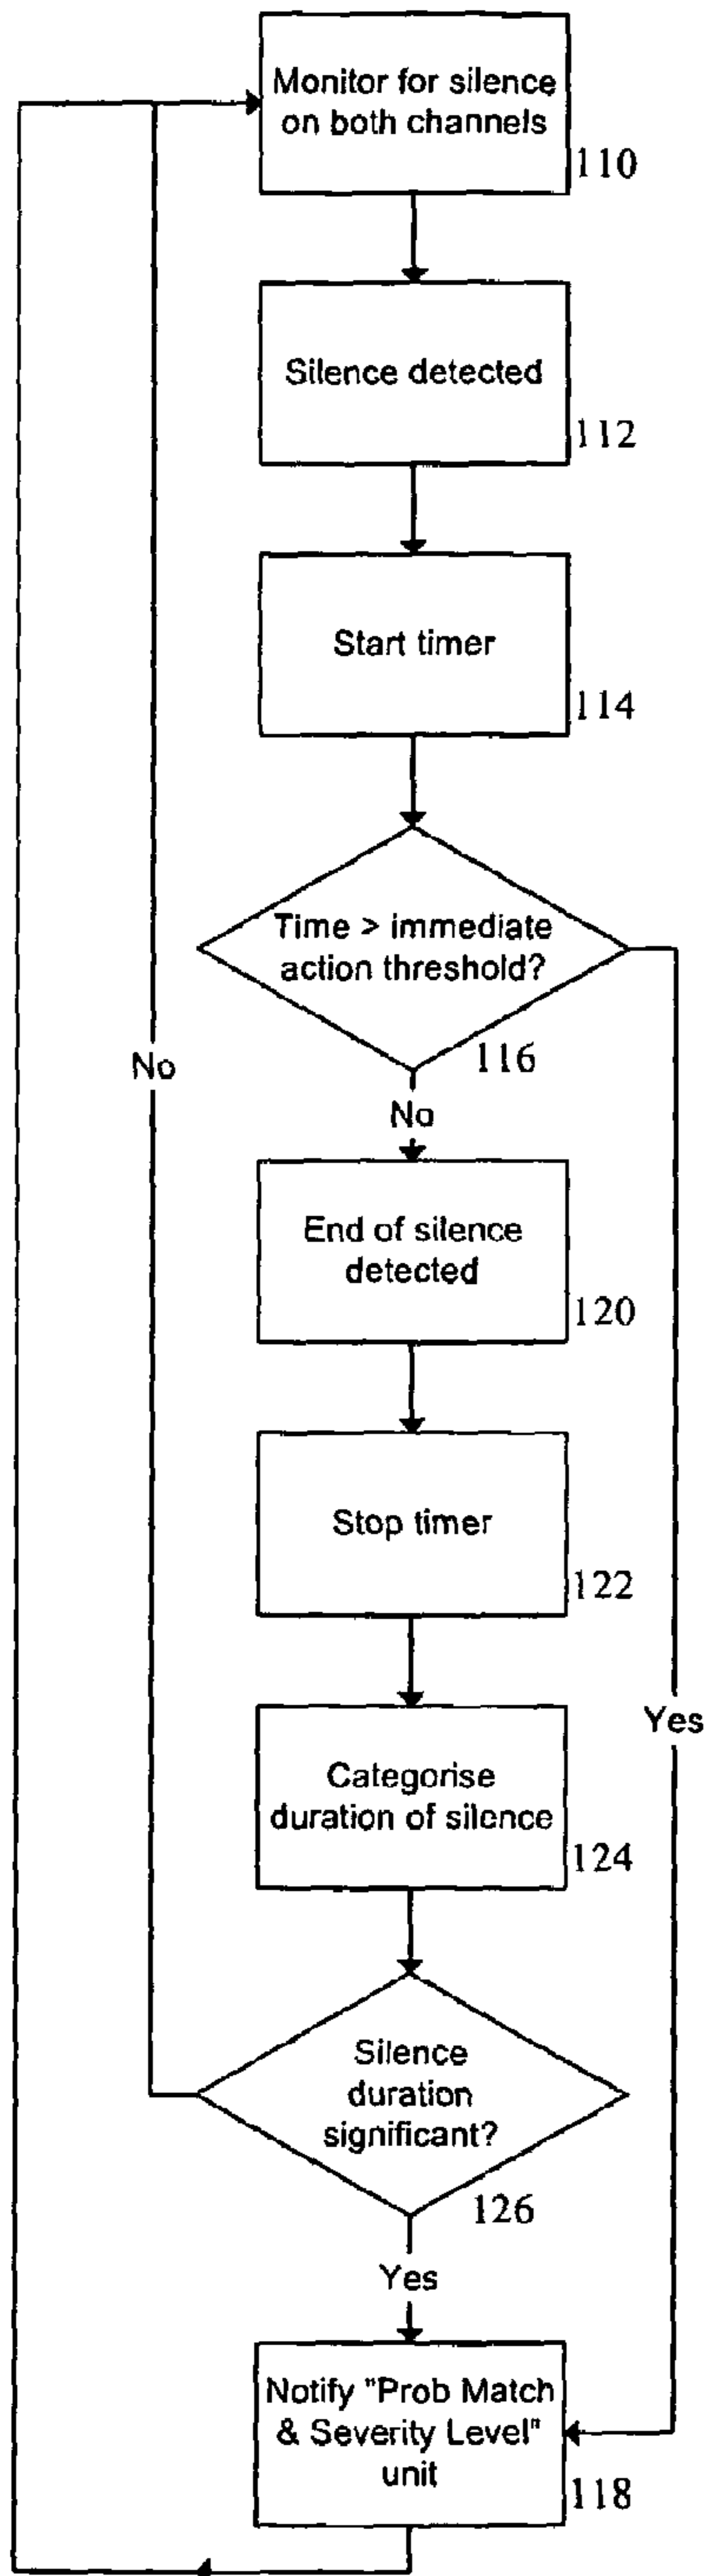 Monitor for silence
on both channels
110
Silence detected
112
Start timer
114
Time > immediate
action threshold?
116
No
No
End of silence
detected
120
Stop timer
122
Yes
Categorise
duration of silence
124
Silence
duration
significant?
126
Yes
Notify "Prob Match
& Severity Level"
unit
118